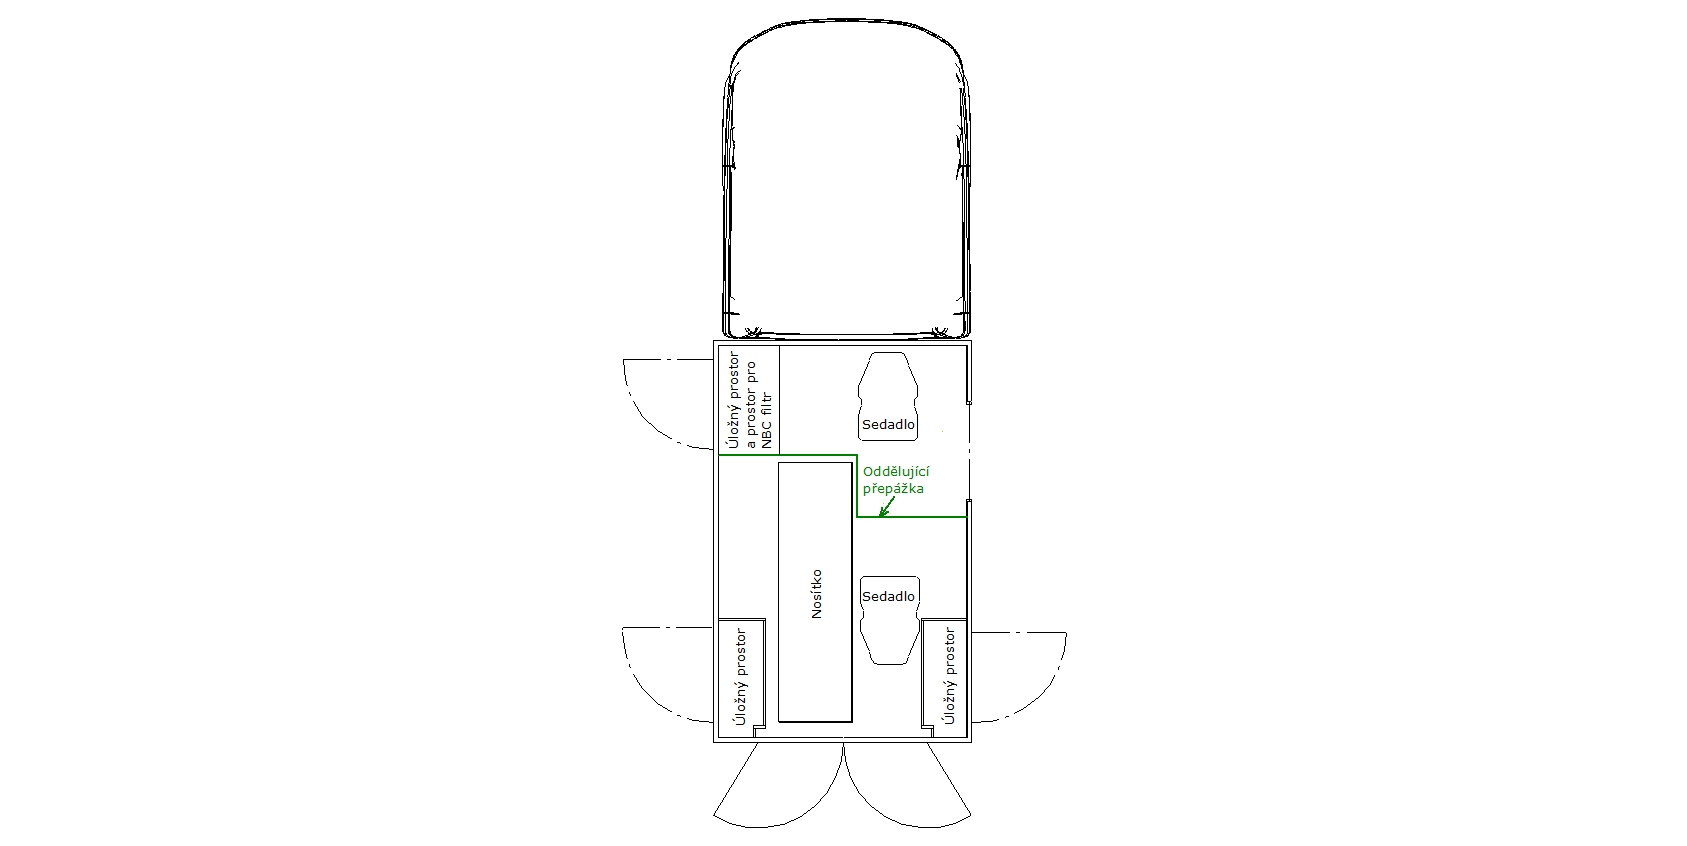 Úložný prostor
a prostor pro
NBC filtr
Sedadlo
Oddělující
přepážka
Nosítko
Sedadlo
Úložný prostor
Úložný prostor